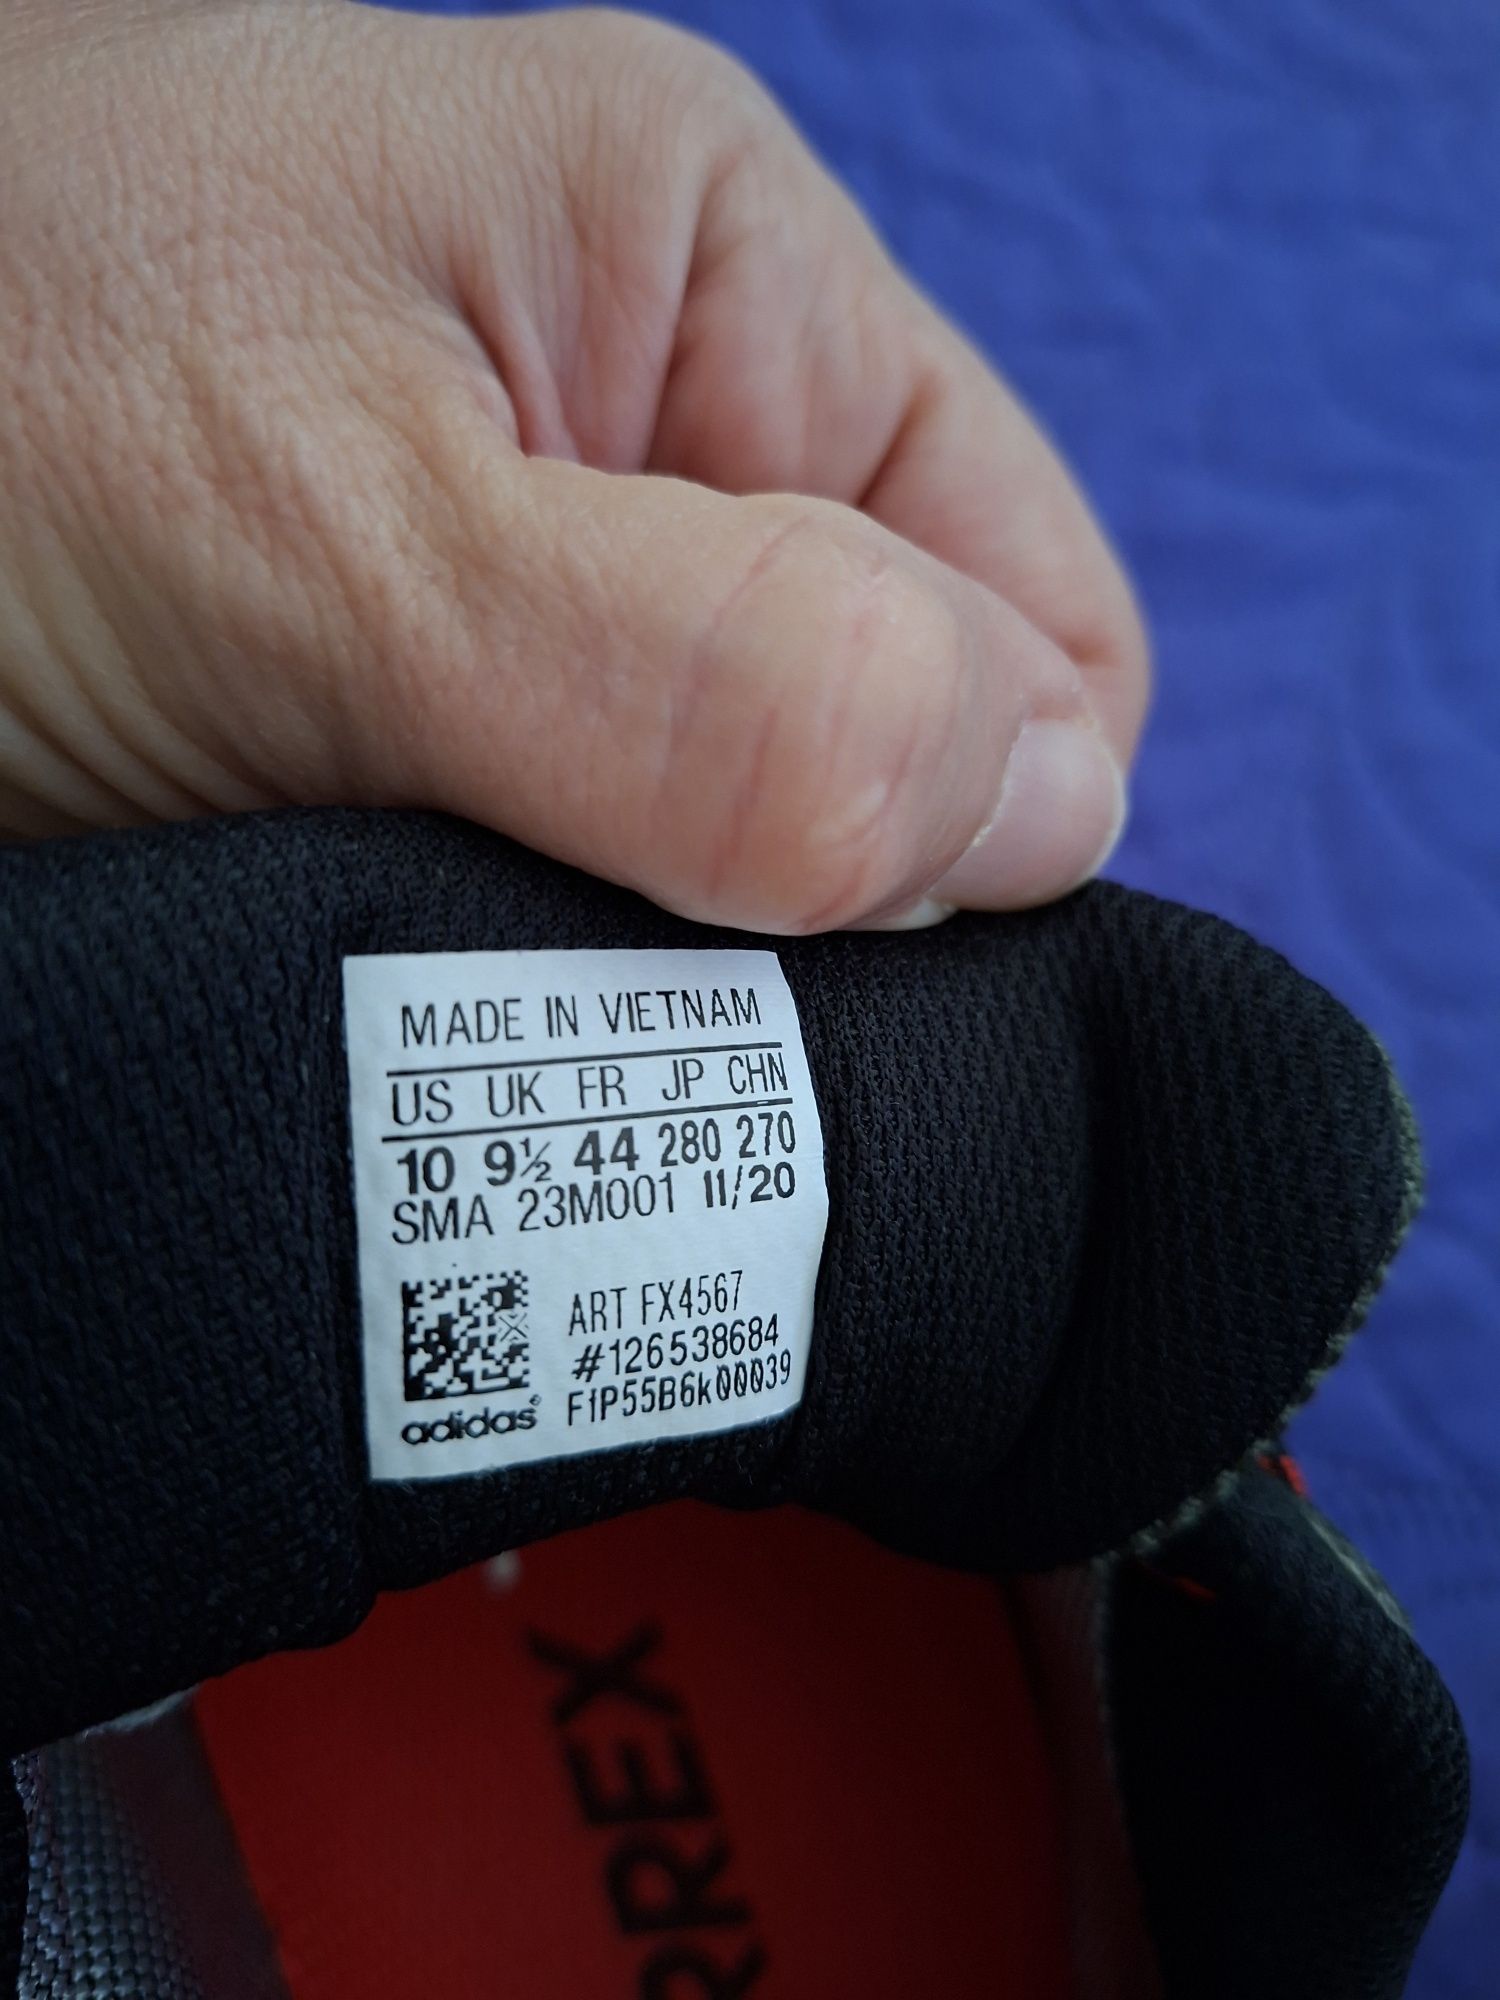 MADE IN VIETNAM
US UK FR JP CHN
10 9½ 44 280 270
SMA 23M001 11/20
ART FX4567
#126538684
F1P55B6k00039
adidas®
RREX